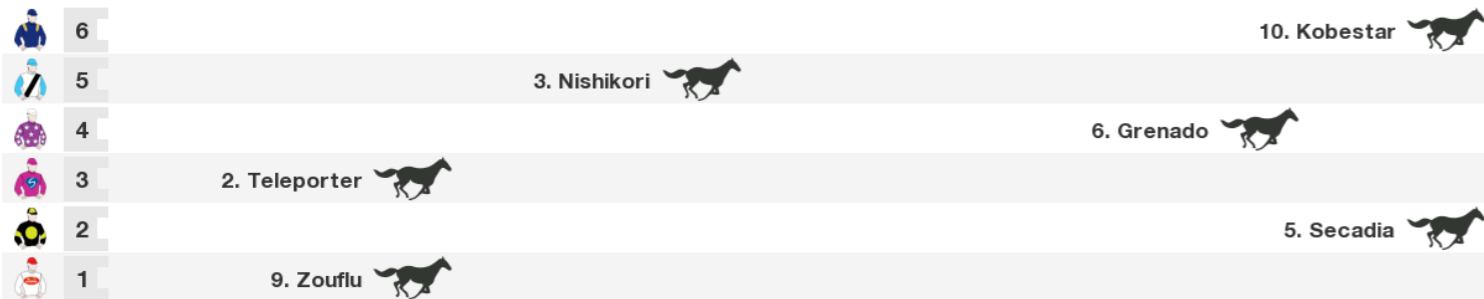 6 10. Kobestar
5 3. Nishikori
4 6. Grenado
3 2. Teleporter
2 5. Secadia
1 9. Zouflu